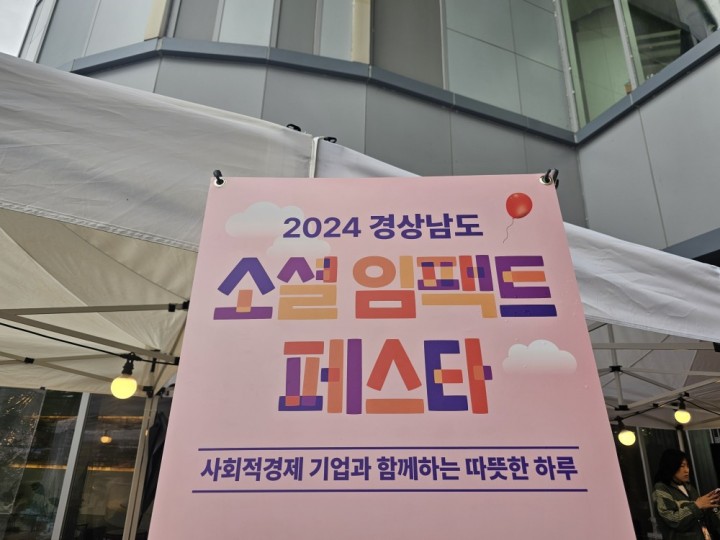 2024 경상남도
소셜 임팩트
페스타
사회적경제 기업과 함께하는 따뜻한 하루